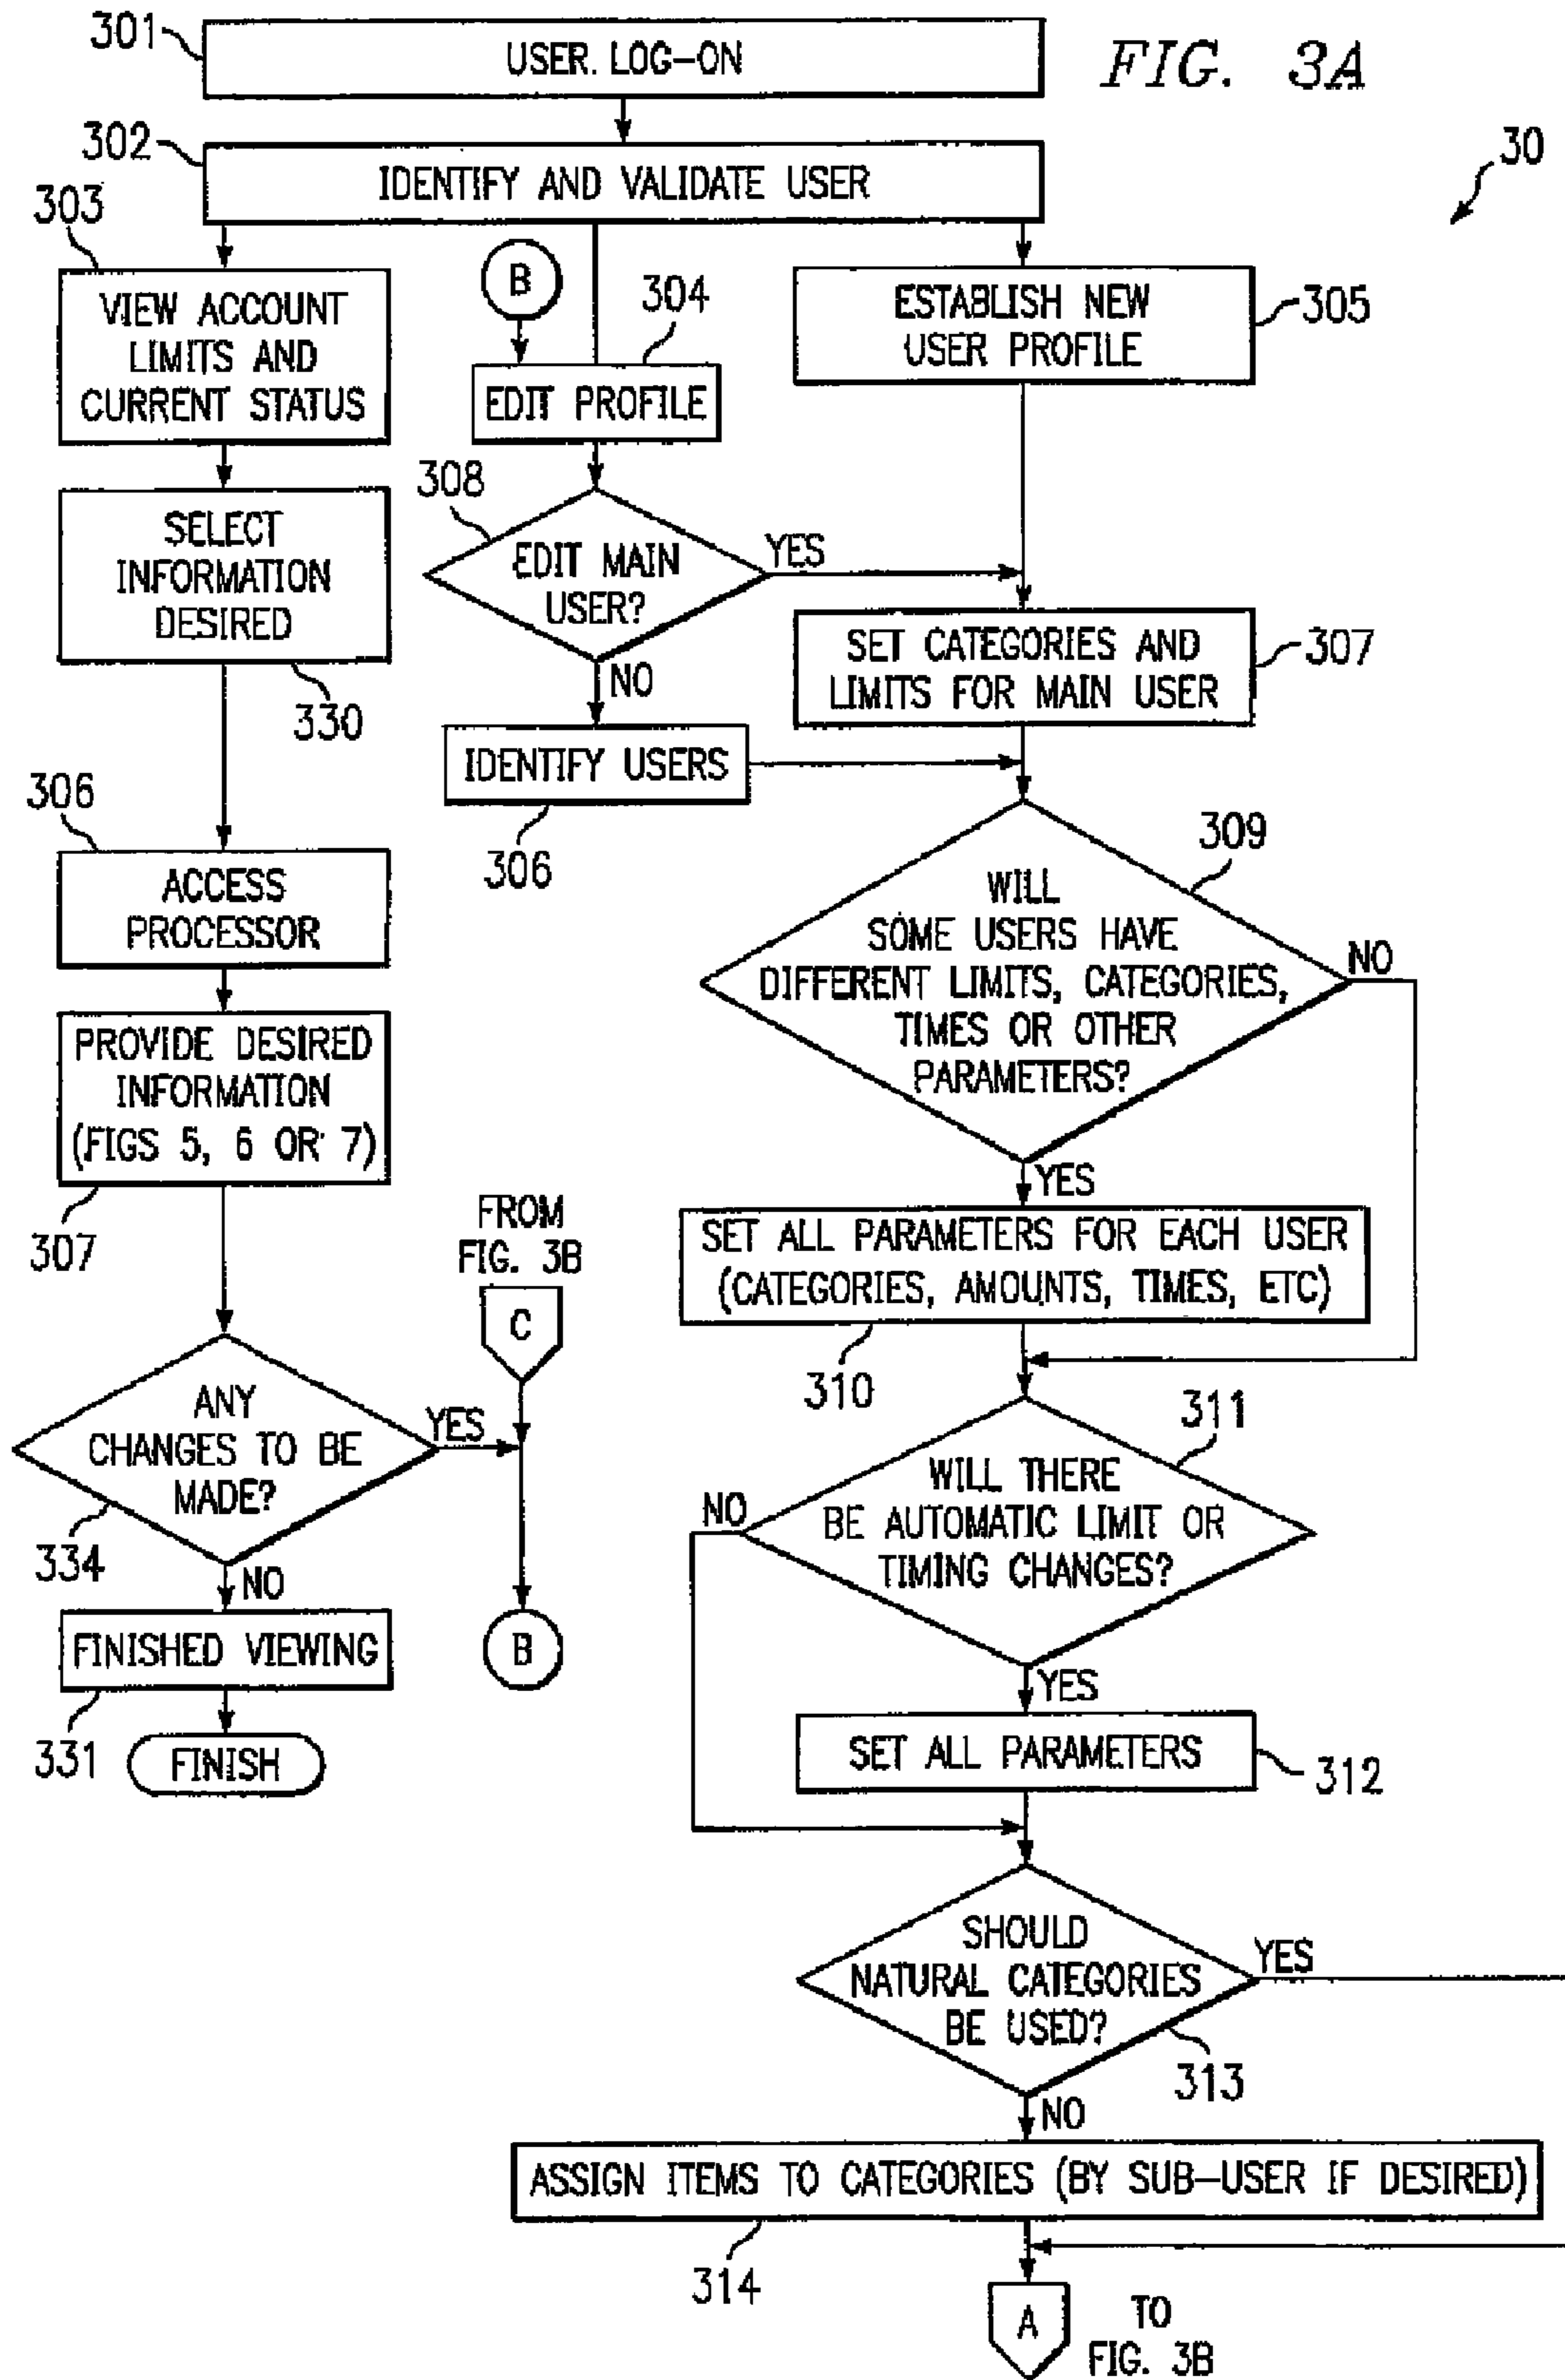 FIG. 3A
30
301
USER. LOG-ON
302
IDENTIFY AND VALIDATE USER
303
VIEW ACCOUNT
LIMITS AND
CURRENT STATUS
SELECT
INFORMATION
DESIRED
330
306
ACCESS
PROCESSOR
PROVIDE DESIRED
INFORMATION
(FIGS 5, 6 OR 7)
307
ANY
CHANGES TO BE
MADE?
334
YES
NO
FINISHED VIEWING
331
FINISH
FROM
FIG. 3B
C
B
B
304
EDIT PROFILE
308
EDIT MAIN
USER?
YES
NO
IDENTIFY USERS
306
ESTABLISH NEW
USER PROFILE
305
SET CATEGORIES AND
LIMITS FOR MAIN USER
307
309
WILL
SOME USERS HAVE
DIFFERENT LIMITS, CATEGORIES,
TIMES OR OTHER
PARAMETERS?
NO
YES
SET ALL PARAMETERS FOR EACH USER
(CATEGORIES, AMOUNTS, TIMES, ETC)
310
311
WILL THERE
BE AUTOMATIC LIMIT OR
TIMING CHANGES?
NO
YES
SET ALL PARAMETERS
312
SHOULD
NATURAL CATEGORIES
BE USED?
YES
313
NO
ASSIGN ITEMS TO CATEGORIES (BY SUB-USER IF DESIRED)
314
A
TO
FIG. 3B